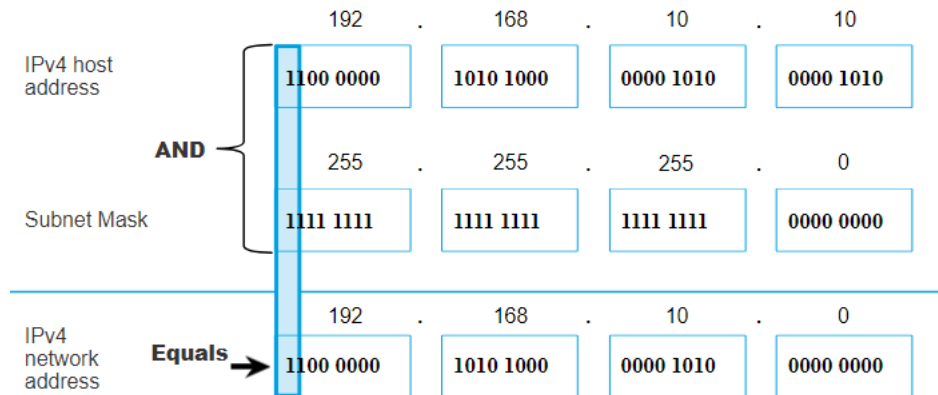 192 . 168 . 10 . 10
IPv4 host
address
1100 0000 1010 1000 0000 1010 0000 1010
AND
255 . 255 . 255 . 0
Subnet Mask
1111 1111 1111 1111 1111 1111 0000 0000
192 . 168 . 10 . 0
IPv4
network
address
Equals
1100 0000 1010 1000 0000 1010 0000 0000